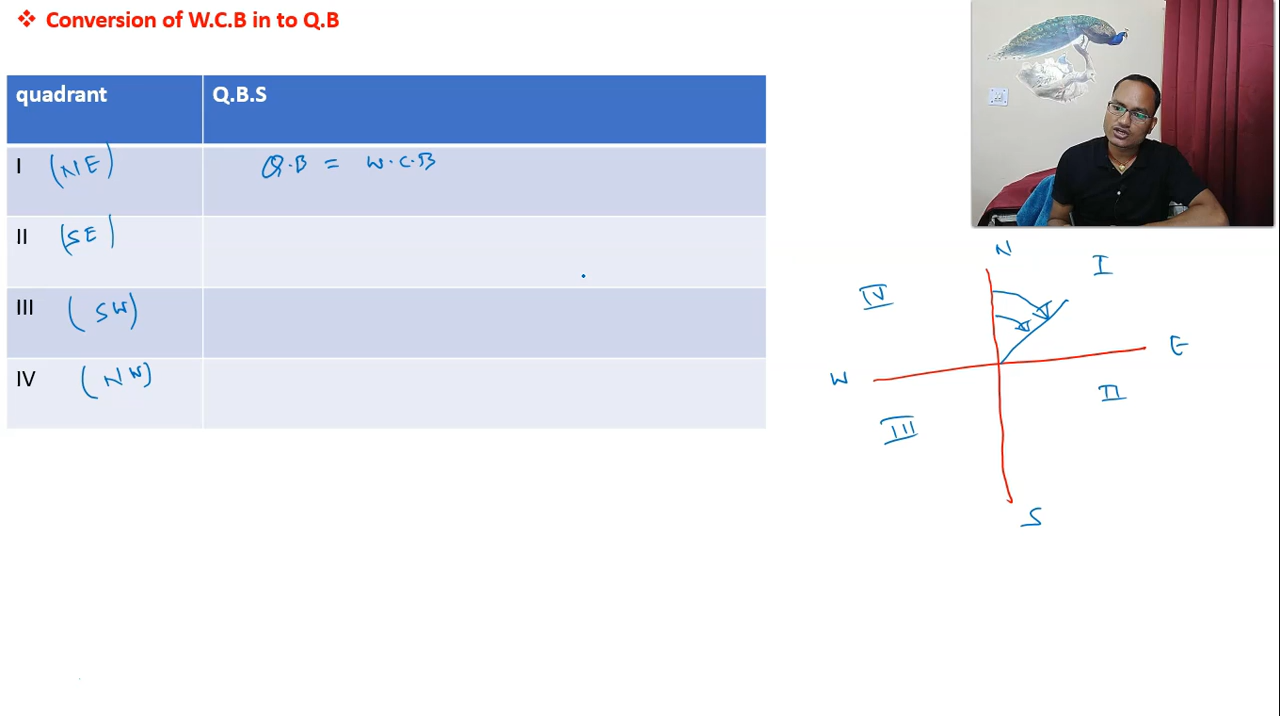 ❖ Conversion of W.C.B in to Q.B
quadrant Q.B.S
I (NE) Q.B = W.C.B
II (SE)
III (SW)
IV (NW)
N
I
IV
E
W
II
III
S